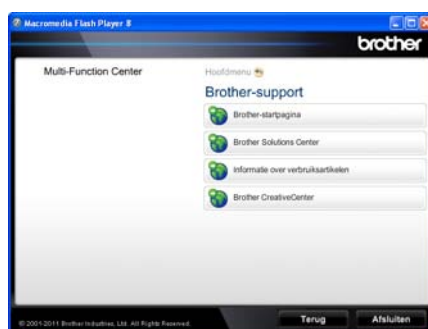 Macromedia Flash Player 8
brother
Multi-Function Center
Hoofdmenu
Brother-support
Brother-startpagina
Brother Solutions Center
Informatie over verbruiksartikelen
Brother CreativeCenter
© 2001-2011 Brother Industries, Ltd. All Rights Reserved.
Terug
Afsluiten